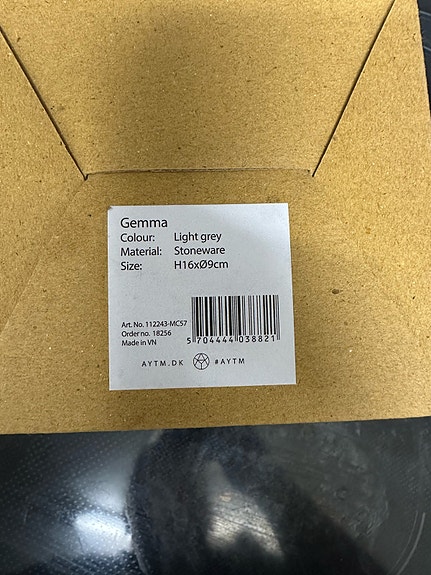 Gemma
Colour: Light grey
Material: Stoneware
Size: H16xØ9cm
Art. No. 112243-MC57
Order no. 18256
Made in VN
5 704444 038821
AYTM.DK #AYTM